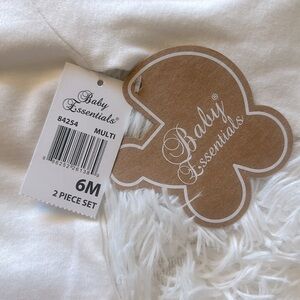 Baby
Essentials®
84254
MULTI
6M
2 PIECE SET
Baby®
Essentials